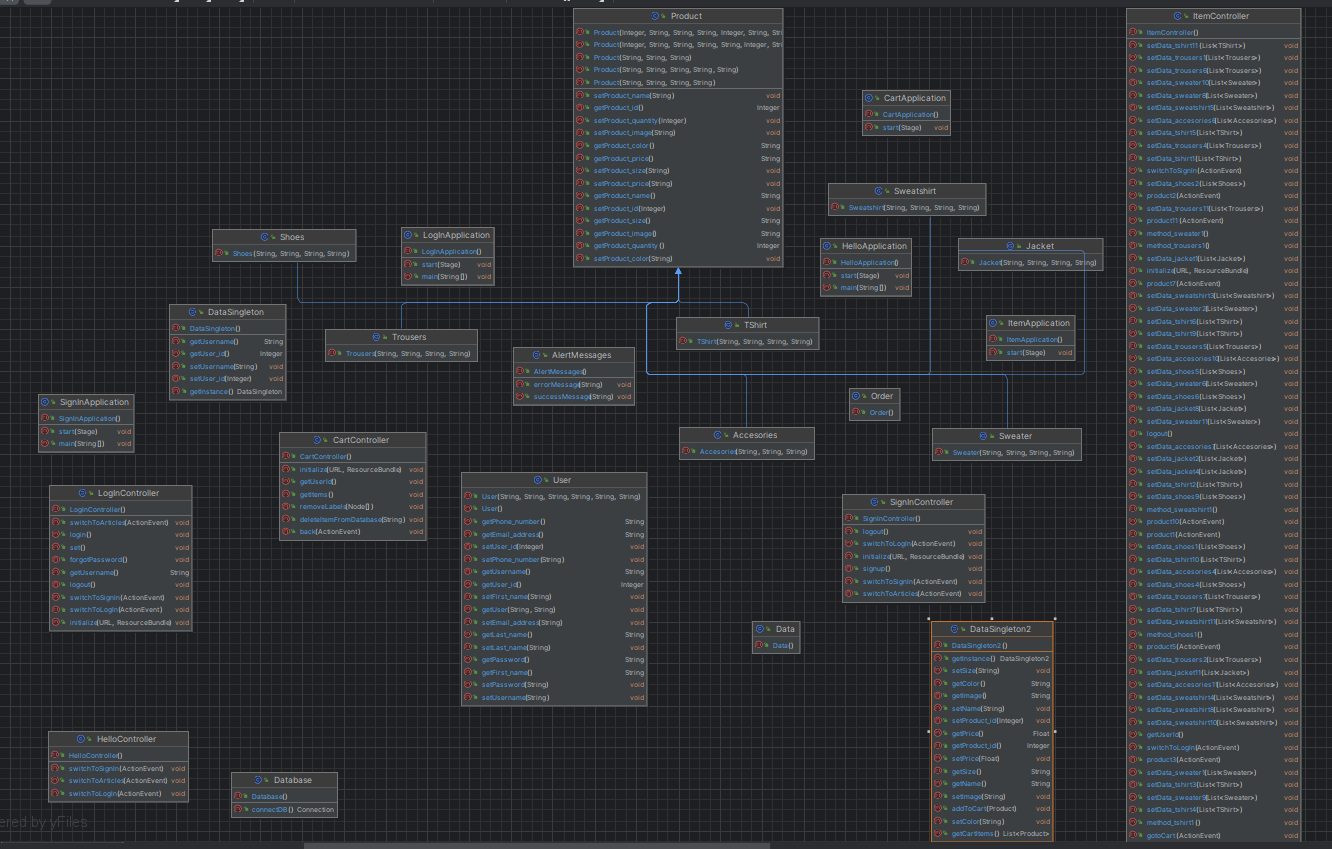 Product
Product(Integer, String, String, String, Integer, String, Stri
Product(Integer, String, String, String, String, Integer, Stri
Product(String, String, String)
Product(String, String, String, String, String)
Product(String, String, String, String)
setProduct_name(String) void
getProduct_id() Integer
setProduct_quantity(Integer) void
setProduct_image(String) void
getProduct_color() String
getProduct_price() String
setProduct_size(String) void
setProduct_price(String) void
getProduct_name() String
setProduct_id(Integer) void
getProduct_size() String
getProduct_image() String
getProduct_quantity () Integer
setProduct_color(String) void
CartApplication
CartApplication()
start(Stage) void
Sweatshirt
Sweatshirt(String, String, String, String)
Shoes
Shoes(String, String, String, String)
LogInApplication
LogInApplication()
start(Stage) void
main(String[]) void
HelloApplication
HelloApplication()
start(Stage) void
main(String[]) void
Jacket
Jacket(String, String, String, String)
DataSingleton
DataSingleton()
getUsername() String
getUser_id() Integer
setUsername(String) void
setUser_id(Integer) void
getInstance() DataSingleton
Trousers
Trousers(String, String, String, String)
TShirt
TShirt(String, String, String, String)
ItemApplication
ItemApplication()
start(Stage) void
AlertMessages
AlertMessages()
errorMessage(String) void
successMessage(String) void
SignInApplication
SignInApplication()
start(Stage) void
main(String[]) void
Order
Order()
CartController
CartController()
initialize(URL, ResourceBundle) void
getUserId() void
getItems() void
removeLabels(Node[]) void
deleteItemFromDatabase(String) void
back(ActionEvent) void
Accesories
Accesories(String, String, String)
Sweater
Sweater(String, String, String, String)
LogInController
LogInController()
switchToArticles(ActionEvent) void
login() void
set() void
forgotPassword() void
getUsername() String
logout() void
switchToSignIn(ActionEvent) void
switchToLogIn(ActionEvent) void
initialize(URL, ResourceBundle) void
User
User(String, String, String, String, String, String)
User()
getPhone_number() String
getEmail_address() String
setUser_id(Integer) void
setPhone_number(String) void
getUsername() String
getUser_id() Integer
setFirst_name(String) void
getUser(String, String) void
setEmail_address(String) void
getLast_name() String
setLast_name(String) void
getPassword() String
getFirst_name() String
setPassword(String) void
setUsername(String) void
SignInController
SignInController()
logout() void
switchToLogIn(ActionEvent) void
initialize(URL, ResourceBundle) void
signup() void
switchToSignIn(ActionEvent) void
switchToArticles(ActionEvent) void
Data
Data()
DataSingleton2
DataSingleton2 ()
getInstance() DataSingleton2
setSize(String) void
getColor() String
getImage() String
setName(String) void
setProduct_id(Integer) void
getPrice() Float
getProduct_id() Integer
setPrice(Float) void
getSize() String
getName() String
setImage(String) void
addToCart(Product) void
setColor(String) void
getCartItems() List<Product>
HelloController
HelloController()
switchToSignIn(ActionEvent) void
switchToArticles(ActionEvent) void
switchToLogin(ActionEvent) void
Database
Database()
connectDB() Connection
ered by yFiles
ItemController
ItemController()
setData_tshirt11(List<TShirt>) void
setData_trousers1(List<Trousers>) void
setData_trousers6(List<Trousers>) void
setData_sweater10(List<Sweater>) void
setData_sweater8(List<Sweater>) void
setData_sweatshirt5(List<Sweatshirt>) void
setData_accesories8(List<Accesories>) void
setData_tshirt5(List<TShirt>) void
setData_trousers4(List<Trousers>) void
setData_tshirt1(List<TShirt>) void
switchToSignIn(ActionEvent) void
setData_shoes2(List<Shoes>) void
product2(ActionEvent) void
setData_trousers11(List<Trousers>) void
product11(ActionEvent) void
method_sweater1() void
method_trousers1() void
setData_jacket1(List<Jacket>) void
initialize(URL, ResourceBundle) void
product7(ActionEvent) void
setData_sweatshirt3(List<Sweatshirt>) void
setData_sweater2(List<Sweater>) void
setData_tshirt6(List<TShirt>) void
setData_tshirt9(List<TShirt>) void
setData_trousers5(List<Trousers>) void
setData_accesories10(List<Accesories>) void
setData_shoes5(List<Shoes>) void
setData_sweater6(List<Sweater>) void
setData_shoes6(List<Shoes>) void
setData_jacket8(List<Jacket>) void
setData_sweater11(List<Sweater>) void
logout() void
setData_accesories7(List<Accesories>) void
setData_jacket2(List<Jacket>) void
setData_jacket4(List<Jacket>) void
setData_tshirt2(List<TShirt>) void
setData_shoes9(List<Shoes>) void
method_sweatshirt1() void
product10(ActionEvent) void
product1(ActionEvent) void
setData_shoes1(List<Shoes>) void
setData_tshirt10(List<TShirt>) void
setData_accesories4(List<Accesories>) void
setData_shoes4(List<Shoes>) void
setData_trousers7(List<Trousers>) void
setData_tshirt7(List<TShirt>) void
setData_sweatshirt11(List<Sweatshirt>) void
method_shoes1() void
product5(ActionEvent) void
setData_trousers2(List<Trousers>) void
setData_jacket11(List<Jacket>) void
setData_accesories11(List<Accesories>) void
setData_sweatshirt4(List<Sweatshirt>) void
setData_sweatshirt8(List<Sweatshirt>) void
setData_sweatshirt10(List<Sweatshirt>) void
getUserId() void
switchToLogin(ActionEvent) void
product3(ActionEvent) void
setData_sweater1(List<Sweater>) void
setData_tshirt3(List<TShirt>) void
setData_sweater9(List<Sweater>) void
setData_tshirt4(List<TShirt>) void
method_tshirt1() void
gotoCart(ActionEvent) void